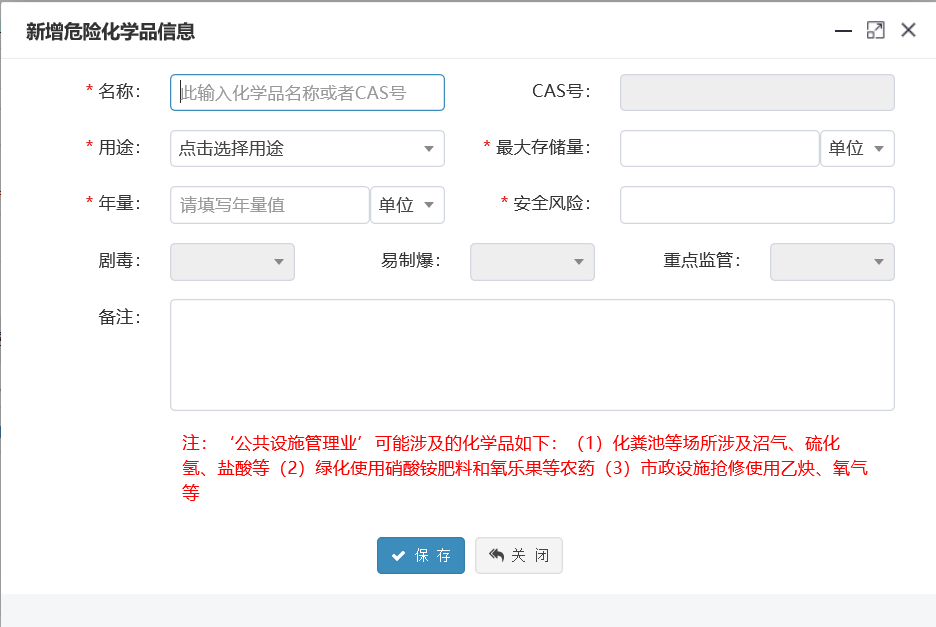 新增危险化学品信息
* 名称： 此输入化学品名称或者CAS号 CAS号：
* 用途： 点击选择用途 * 最大存储量： 单位
* 年量： 请填写年量值 单位 * 安全风险：
剧毒： 易制爆： 重点监管：
备注：
注：‘公共设施管理业’可能涉及的化学品如下：（1）化粪池等场所涉及沼气、硫化
氢、盐酸等（2）绿化使用硝酸铵肥料和氧乐果等农药（3）市政设施抢修使用乙炔、氧气
等
保 存 关 闭